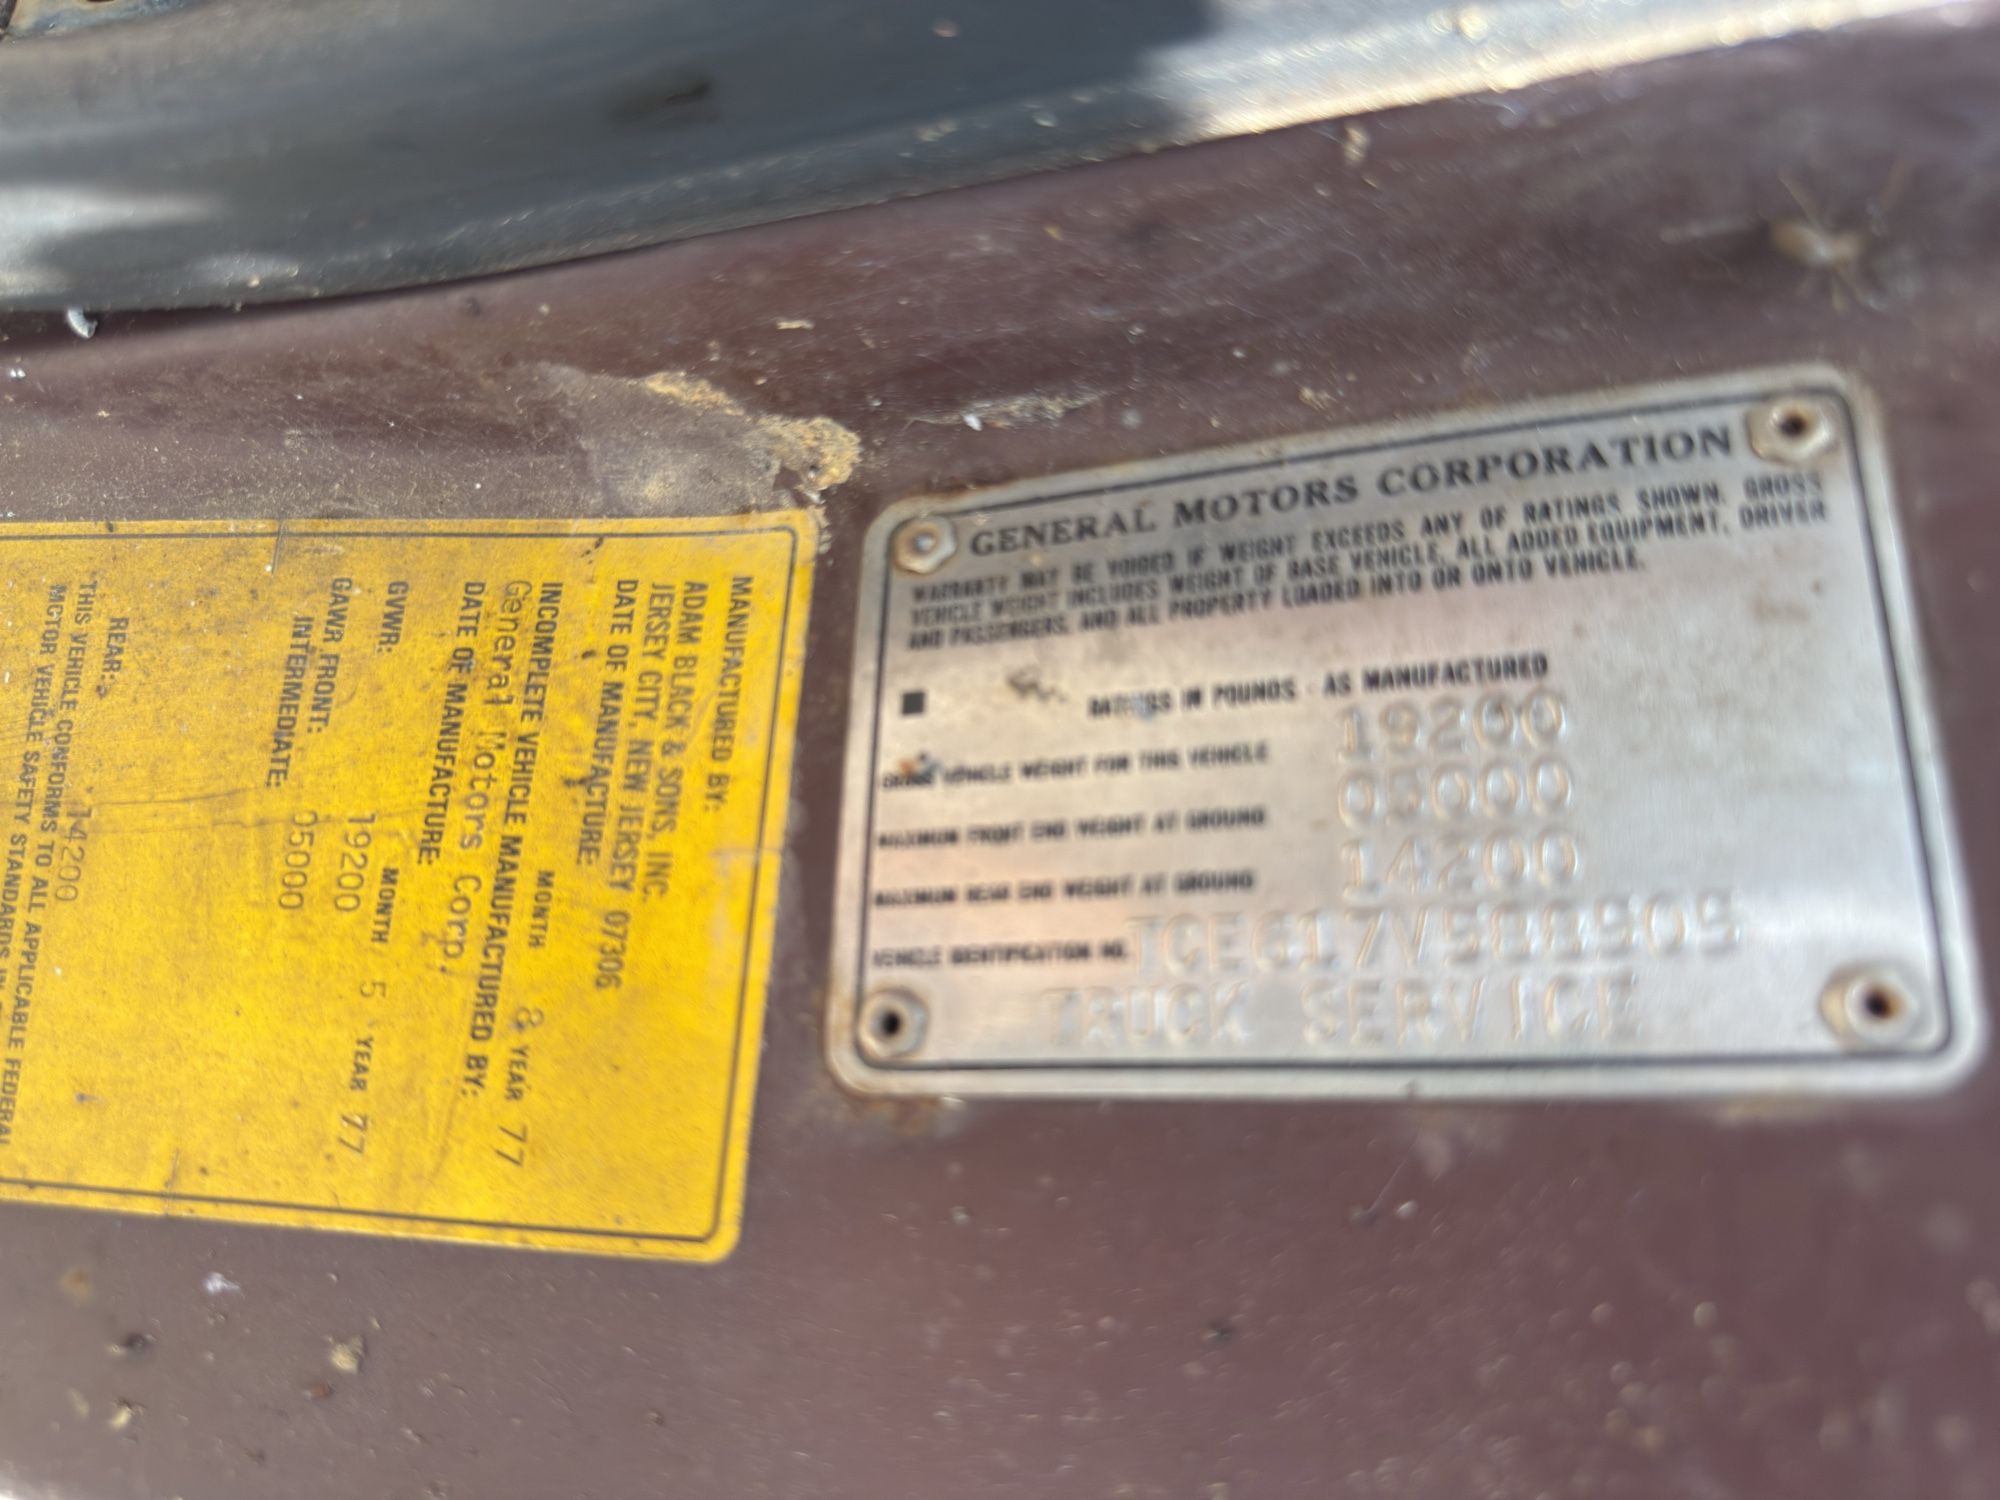 MANUFACTURED BY:
ADAM BLACK & SONS, INC.
JERSEY CITY, NEW JERSEY 07306
DATE OF MANUFACTURE:
MONTH 8 YEAR 77
INCOMPLETE VEHICLE MANUFACTURED BY:
General Motors Corp.
DATE OF MANUFACTURE:
MONTH 5 YEAR 77
GVWR: 19200
GAWR FRONT: 05000
INTERMEDIATE:
REAR: 14200
*THIS VEHICLE CONFORMS TO ALL APPLICABLE FEDERAL
MOTOR VEHICLE SAFETY STANDARDS IN
GENERAL MOTORS CORPORATION
WARRANTY MAY BE VOIDED IF WEIGHT EXCEEDS ANY OF RATINGS SHOWN. GROSS
VEHICLE WEIGHT INCLUDES WEIGHT OF BASE VEHICLE, ALL ADDED EQUIPMENT, DRIVER
AND PASSENGERS, AND ALL PROPERTY LOADED INTO OR ONTO VEHICLE.
RATINGS IN POUNDS - AS MANUFACTURED
GROSS VEHICLE WEIGHT FOR THIS VEHICLE 19200
MAXIMUM FRONT END WEIGHT AT GROUND 05000
MAXIMUM REAR END WEIGHT AT GROUND 14200
VEHICLE IDENTIFICATION NO.
TRUCK SERVICE